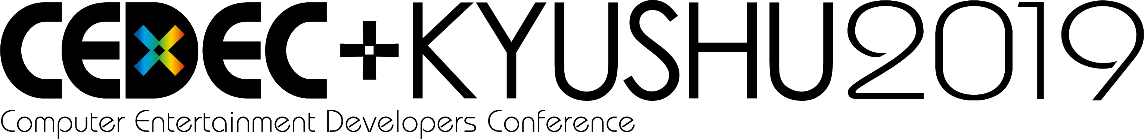 CEDEC+KYUSHU2019
Computer Entertainment Developers Conference